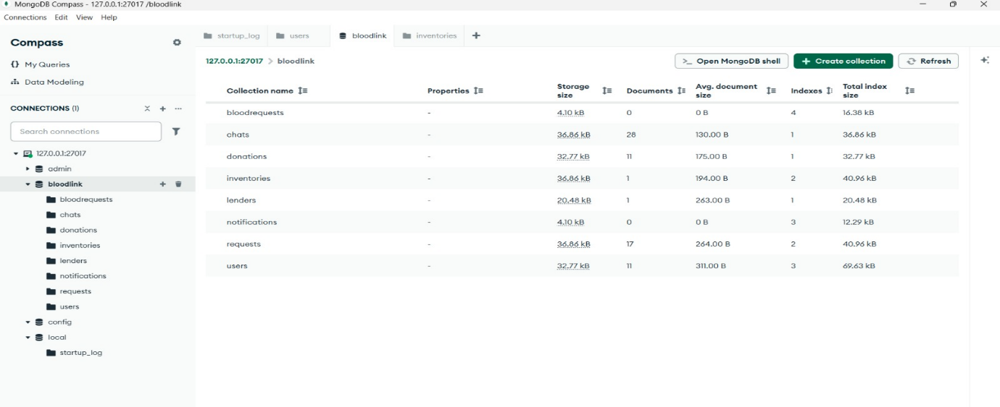 MongoDB Compass - 127.0.0.1:27017 /bloodlink
Connections Edit View Help
Compass
My Queries
Data Modeling
CONNECTIONS (1)
Search connections
127.0.0.1:27017
admin
bloodlink
bloodrequests
chats
donations
inventories
lenders
notifications
requests
users
config
local
startup_log
startup_log users bloodlink inventories
127.0.0.1:27017 > bloodlink
>_ Open MongoDB shell + Create collection Refresh
Collection name Properties Storage size Documents Avg. document size Indexes Total index size
bloodrequests - 4.10 kB 0 0 B 4 16.38 kB
chats - 36.86 kB 28 130.00 B 1 36.86 kB
donations - 32.77 kB 11 175.00 B 1 32.77 kB
inventories - 36.86 kB 1 194.00 B 2 40.96 kB
lenders - 20.48 kB 1 263.00 B 1 20.48 kB
notifications - 4.10 kB 0 0 B 3 12.29 kB
requests - 36.86 kB 17 264.00 B 2 40.96 kB
users - 32.77 kB 11 311.00 B 3 69.63 kB